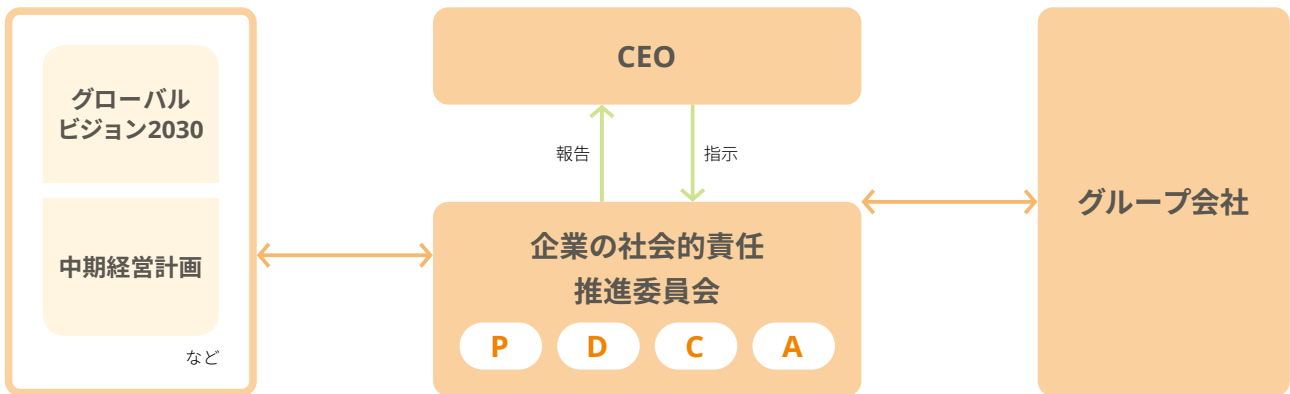 グローバル
ビジョン2030
中期経営計画
など
CEO
報告
指示
企業の社会的責任
推進委員会
P
D
C
A
グループ会社